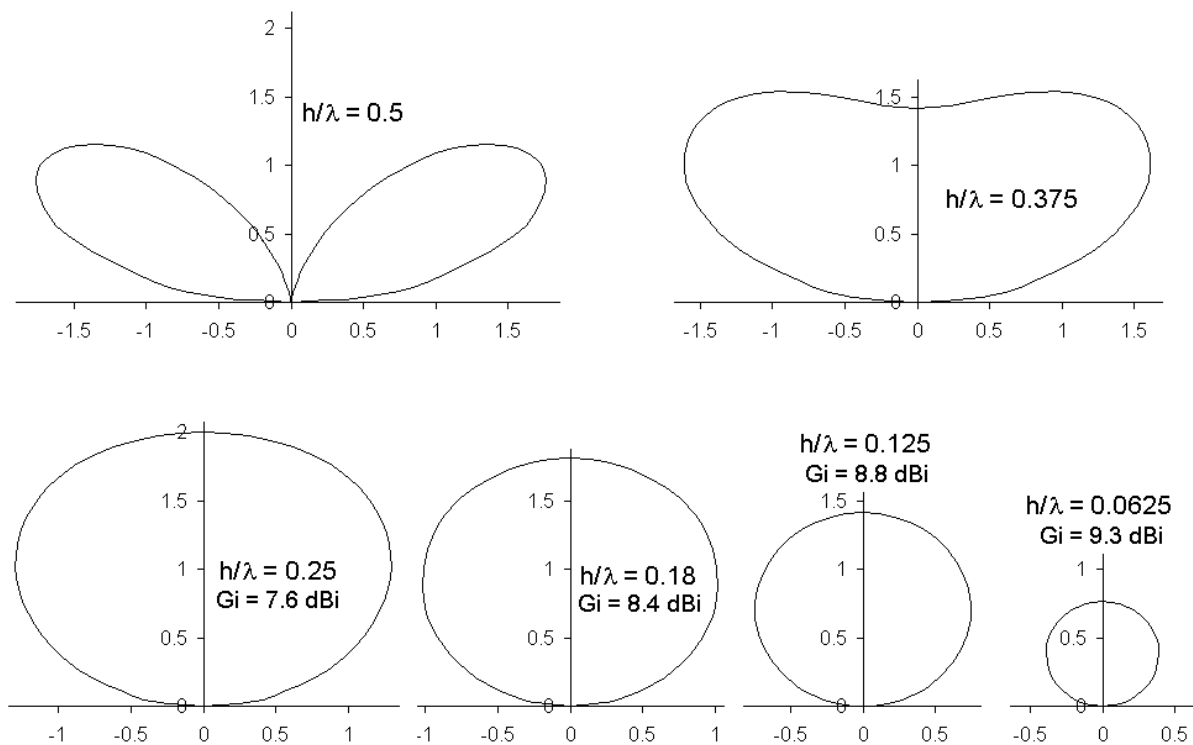 2
1.5
h/λ = 0.5
1
0.5
0
-1.5 -1 -0.5 0 0.5 1 1.5
1.5
1
h/λ = 0.375
0.5
0
-1.5 -1 -0.5 0 0.5 1 1.5
2
1.5
1
h/λ = 0.25
Gi = 7.6 dBi
0.5
0
-1 -0.5 0 0.5 1
1.5
1
h/λ = 0.18
Gi = 8.4 dBi
0.5
0
-1 -0.5 0 0.5 1
h/λ = 0.125
Gi = 8.8 dBi
1.5
1
0.5
0
-0.5 0 0.5
h/λ = 0.0625
Gi = 9.3 dBi
1
0.5
0
-0.5 0 0.5